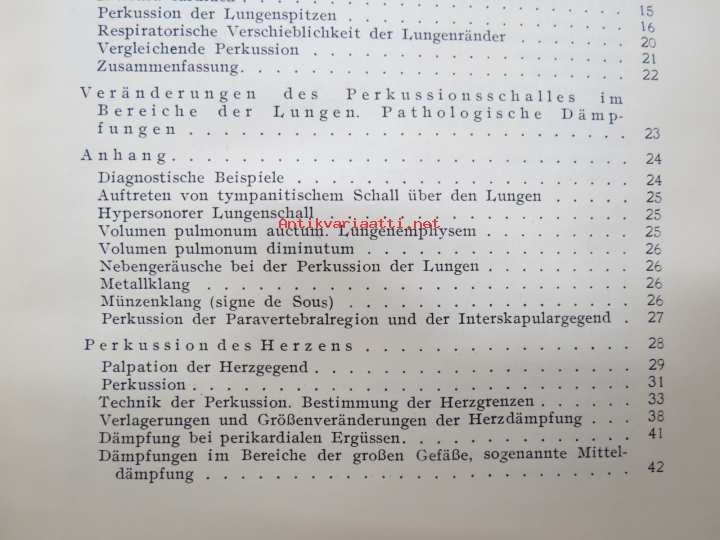 15
Perkussion der Lungenspitzen . . . . . . . . . . . . . . . 16
Respiratorische Verschieblichkeit der Lungenränder . . . . . . 20
Vergleichende Perkussion . . . . . . . . . . . . . . . . 21
Zusammenfassung. . . . . . . . . . . . . . . . . . . . 22
Veränderungen des Perkussionsschalles im
Bereiche der Lungen. Pathologische Dämp-
fungen . . . . . . . . . . . . . . . . . . . . . . 23
Anhang. . . . . . . . . . . . . . . . . . . . . . . 24
Diagnostische Beispiele . . . . . . . . . . . . . . . . . 24
Auftreten von tympanitischem Schall über den Lungen . . . . . 25
Hypersonorer Lungenschall . . . . . . . . . . . . . . . . 25
Antikvariaatti.net
Volumen pulmonum auctum. Lungenemphysem . . . . . . . . 25
Volumen pulmonum diminutum . . . . . . . . . . . . . . 26
Nebengeräusche bei der Perkussion der Lungen . . . . . . . . 26
Metallklang . . . . . . . . . . . . . . . . . . . . . . 26
Münzenklang (signe de Sous) . . . . . . . . . . . . . . . 26
Perkussion der Paravertebralregion und der Interskapulargegend . 27
Perkussion des Herzens . . . . . . . . . . . . . . 28
Palpation der Herzgegend . . . . . . . . . . . . . . . . 29
Perkussion . . . . . . . . . . . . . . . . . . . . . . 31
Technik der Perkussion. Bestimmung der Herzgrenzen . . . . . 33
Verlagerungen und Größenveränderungen der Herzdämpfung . . . 38
Dämpfung bei perikardialen Ergüssen. . . . . . . . . . . . 41
Dämpfungen im Bereiche der großen Gefäße, sogenannte Mittel-
dämpfung . . . . . . . . . . . . . . . . . . . . . 42